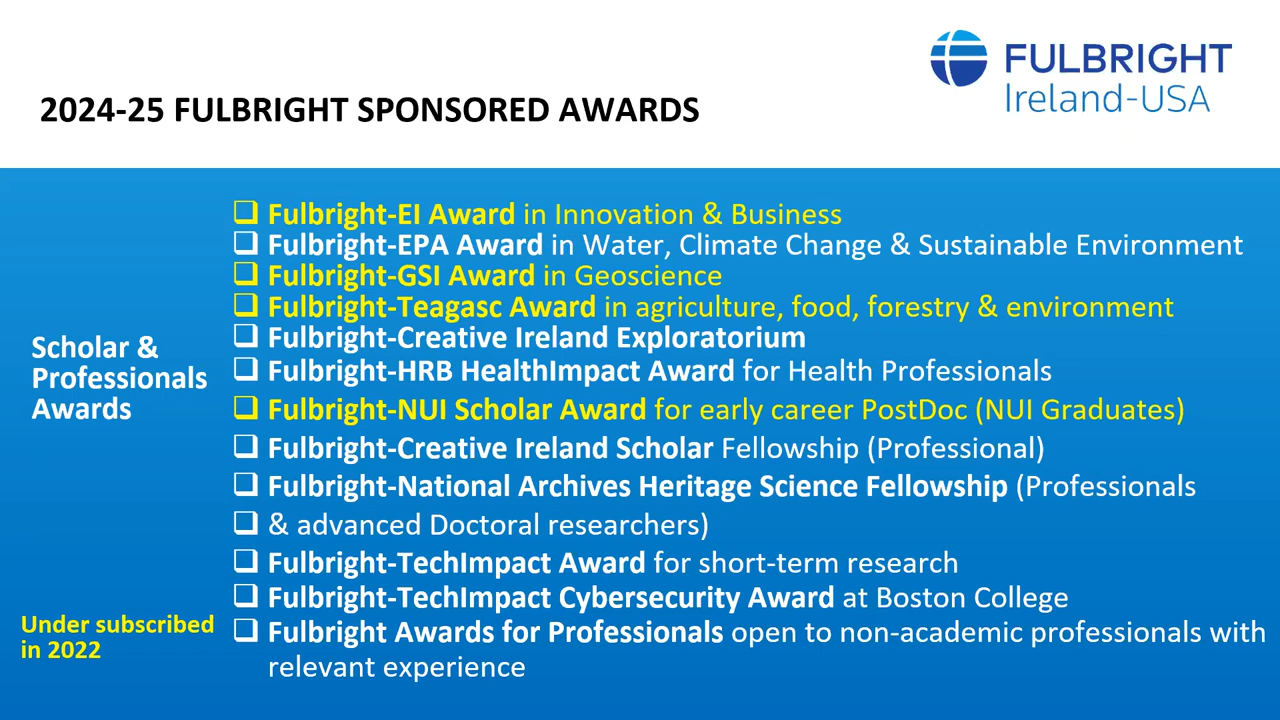 FULBRIGHT
Ireland-USA
2024-25 FULBRIGHT SPONSORED AWARDS
Scholar &
Professionals
Awards
❑ Fulbright-EI Award in Innovation & Business
❑ Fulbright-EPA Award in Water, Climate Change & Sustainable Environment
❑ Fulbright-GSI Award in Geoscience
❑ Fulbright-Teagasc Award in agriculture, food, forestry & environment
❑ Fulbright-Creative Ireland Exploratorium
❑ Fulbright-HRB HealthImpact Award for Health Professionals
❑ Fulbright-NUI Scholar Award for early career PostDoc (NUI Graduates)
❑ Fulbright-Creative Ireland Scholar Fellowship (Professional)
❑ Fulbright-National Archives Heritage Science Fellowship (Professionals
❑ & advanced Doctoral researchers)
❑ Fulbright-TechImpact Award for short-term research
❑ Fulbright-TechImpact Cybersecurity Award at Boston College
❑ Fulbright Awards for Professionals open to non-academic professionals with
relevant experience
Under subscribed
in 2022